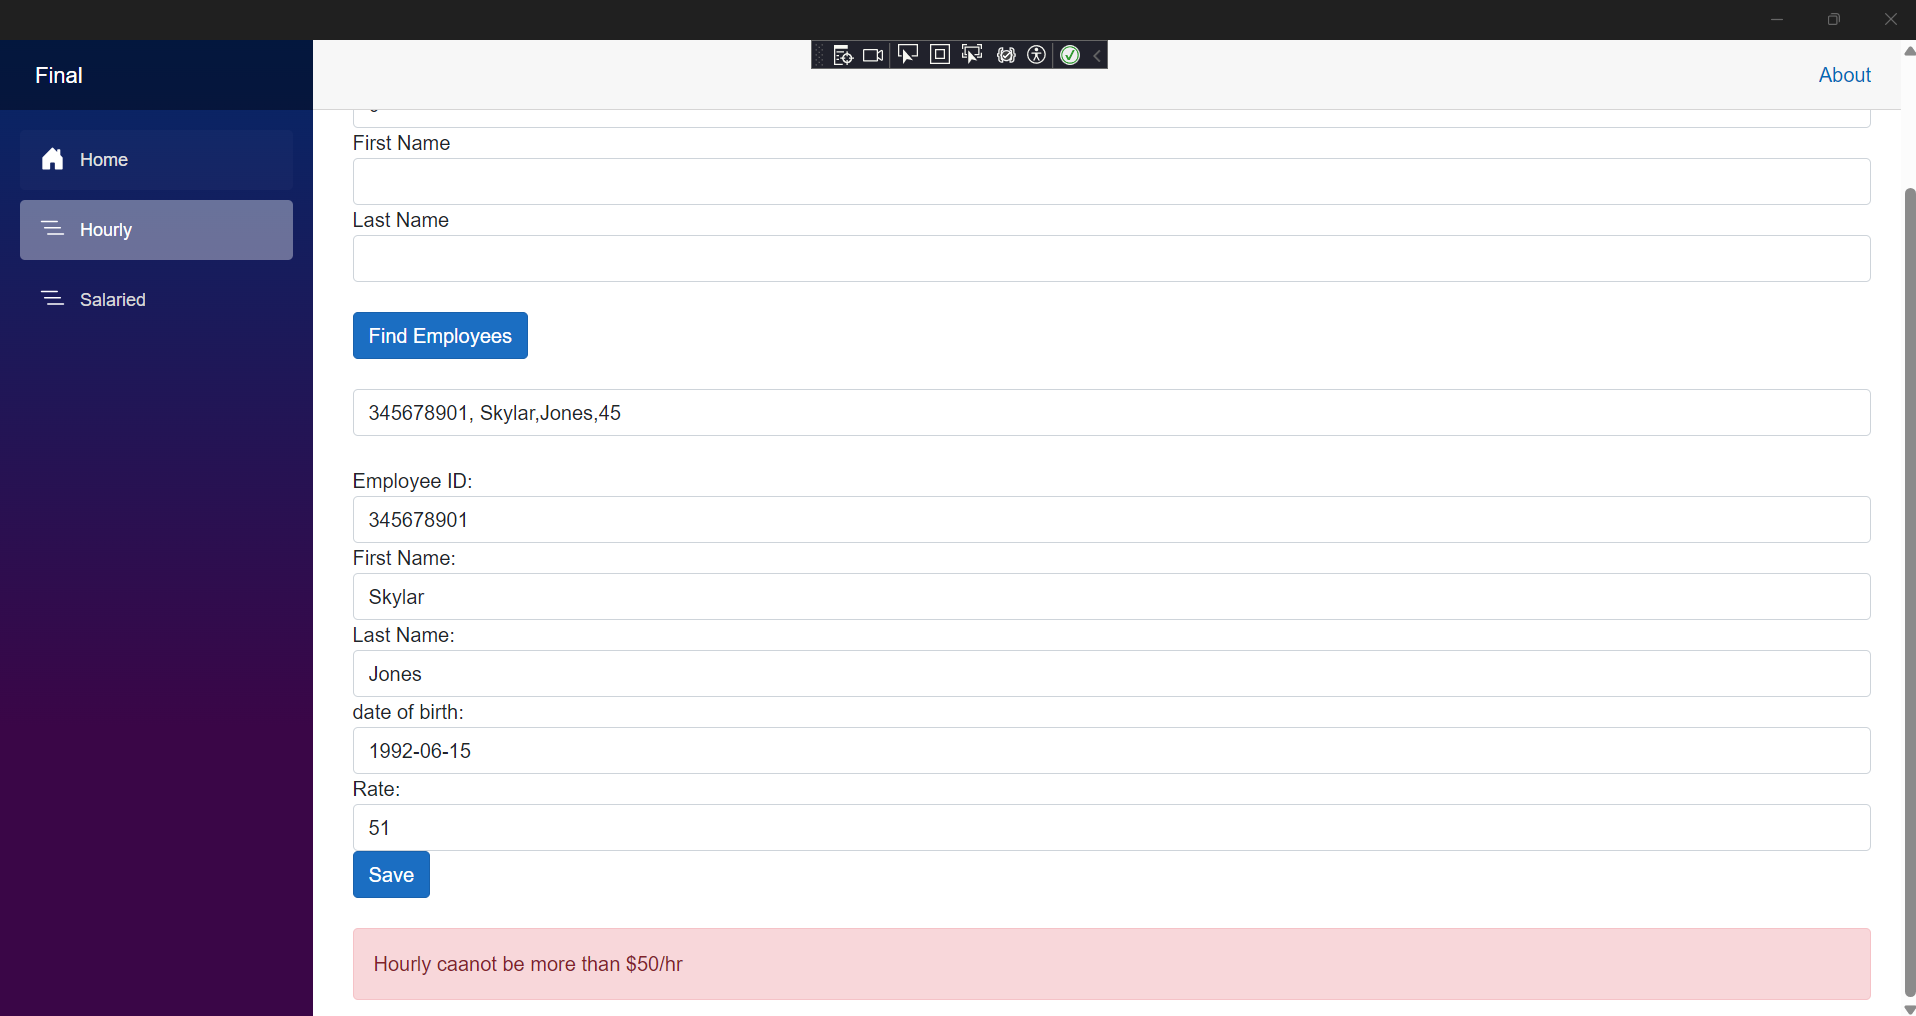 Final
About
Home
Hourly
Salaried
First Name
Last Name
Find Employees
345678901, Skylar,Jones,45
Employee ID:
345678901
First Name:
Skylar
Last Name:
Jones
date of birth:
1992-06-15
Rate:
51
Save
Hourly caanot be more than $50/hr